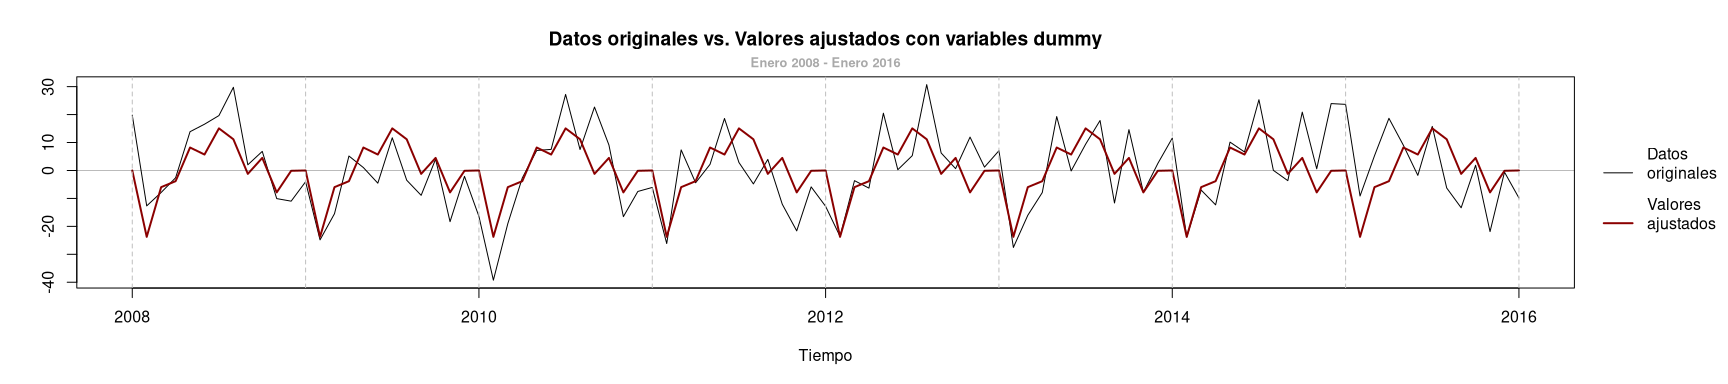 Datos originales vs. Valores ajustados con variables dummy
Enero 2008 - Enero 2016
30
10
0
-20
-40
2008
2010
2012
2014
2016
Tiempo
Datos
originales
Valores
ajustados